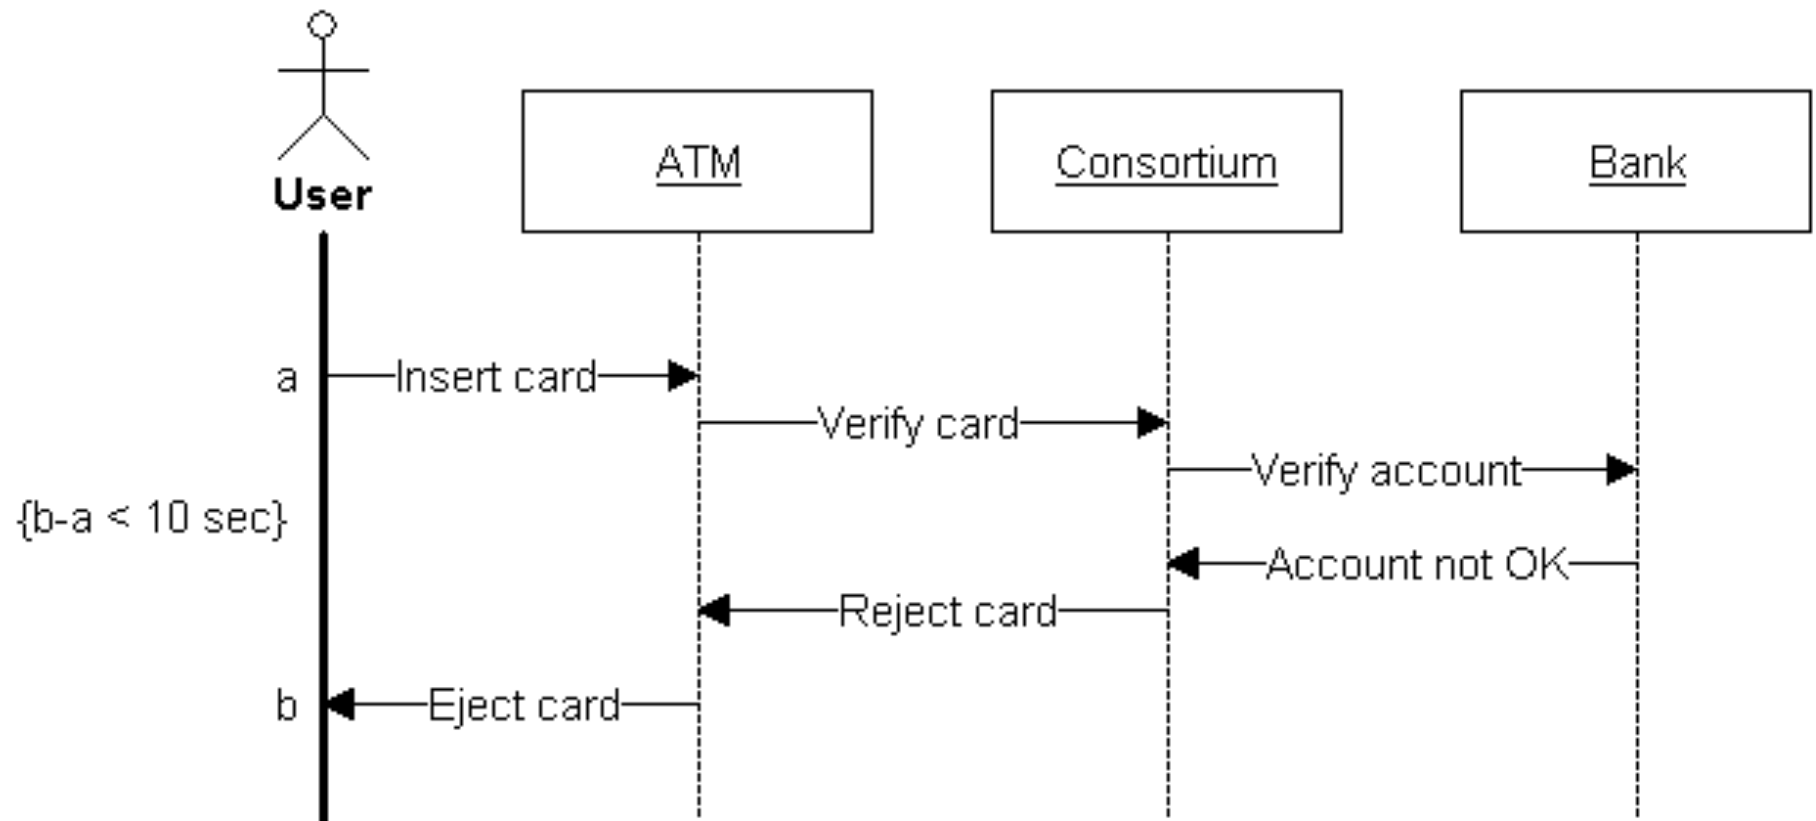 User
ATM
Consortium
Bank
a
Insert card
Verify card
Verify account
{b-a < 10 sec}
Account not OK
Reject card
b
Eject card